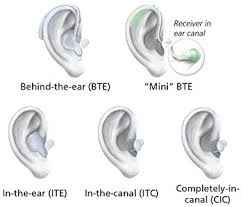 Receiver in
ear canal
Behind-the-ear (BTE)
"Mini" BTE
In-the-ear (ITE)
In-the-canal (ITC)
Completely-in-
canal (CIC)